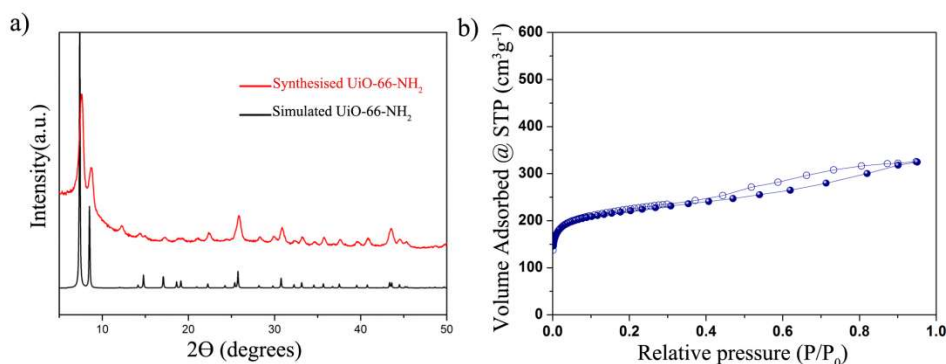 a)
Intensity(a.u.)
Synthesised UiO-66-NH₂
Simulated UiO-66-NH₂
10 20 30 40 50
2Θ (degrees)
b)
Volume Adsorbed @ STP (cm³g⁻¹)
600
500
400
300
200
100
0
0.0 0.2 0.4 0.6 0.8 1.0
Relative pressure (P/P₀)